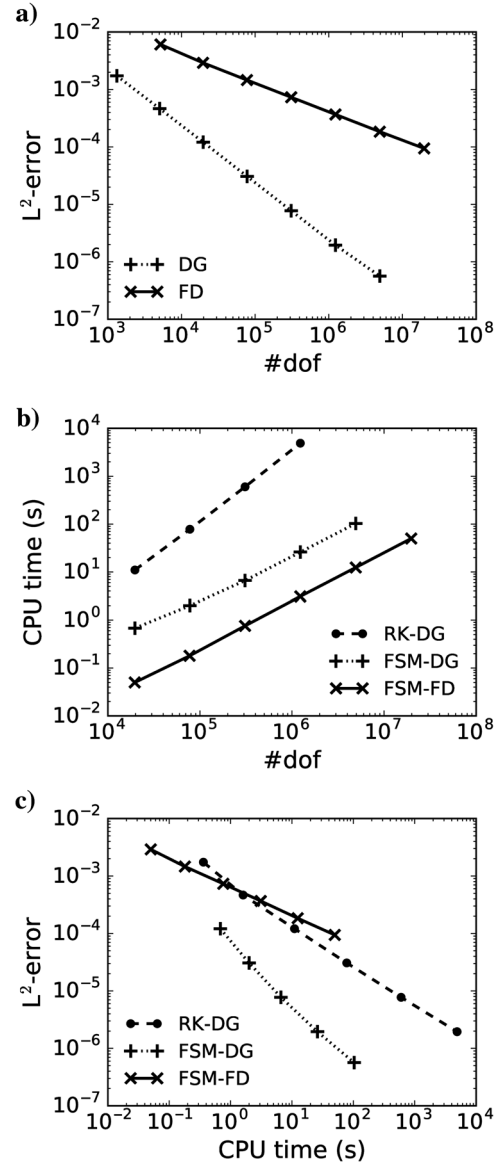 a)
10^-2
10^-3
10^-4
10^-5
10^-6
10^-7
L^2-error
DG
FD
10^3 10^4 10^5 10^6 10^7 10^8
#dof
b)
10^4
10^3
10^2
10^1
10^0
10^-1
10^-2
CPU time (s)
RK-DG
FSM-DG
FSM-FD
10^4 10^5 10^6 10^7 10^8
#dof
c)
10^-2
10^-3
10^-4
10^-5
10^-6
10^-7
L^2-error
RK-DG
FSM-DG
FSM-FD
10^-2 10^-1 10^0 10^1 10^2 10^3 10^4
CPU time (s)